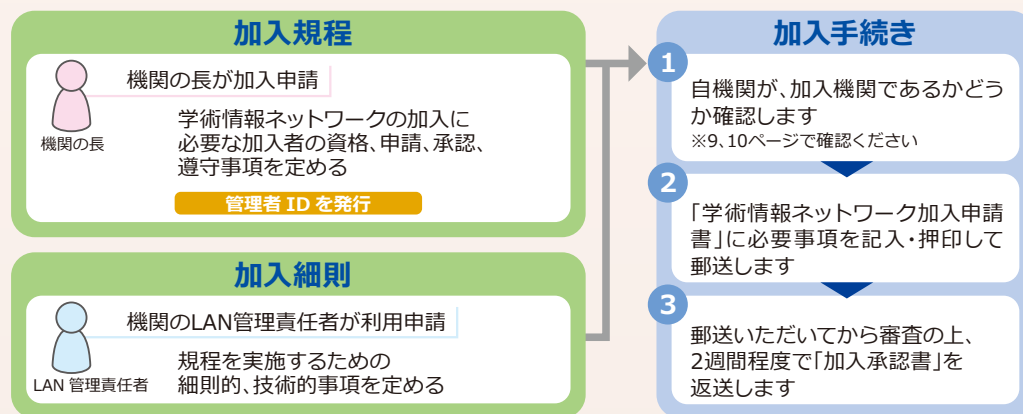 加入規程
機関の長が加入申請
機関の長
学術情報ネットワークの加入に
必要な加入者の資格、申請、承認、
遵守事項を定める
管理者 ID を発行
加入細則
機関のLAN管理責任者が利用申請
LAN 管理責任者
規程を実施するための
細則的、技術的事項を定める
加入手続き
1
自機関が、加入機関であるかどう
か確認します
※9、10ページで確認ください
2
「学術情報ネットワーク加入申請
書」に必要事項を記入・押印して
郵送します
3
郵送いただいてから審査の上、
2週間程度で「加入承認書」を
返送します